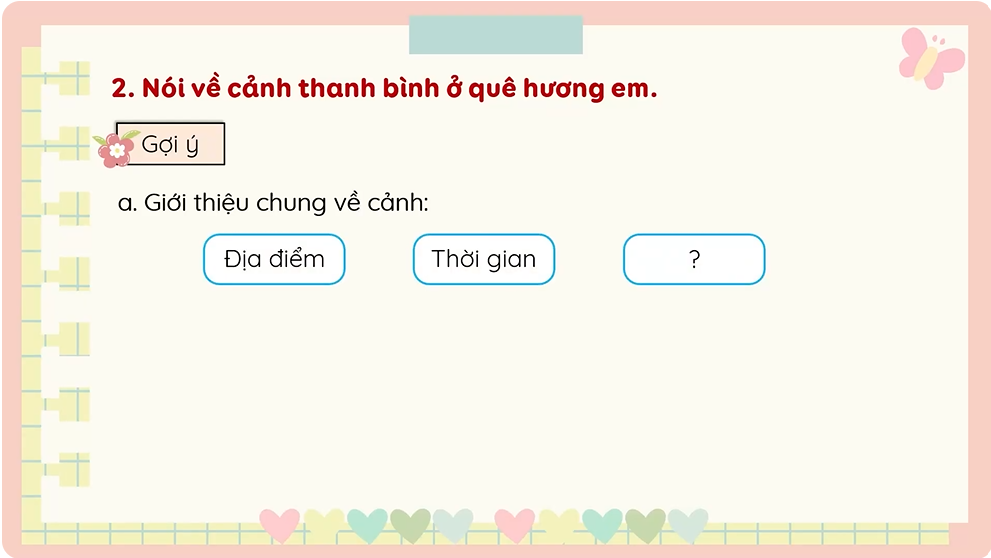 2. Nói về cảnh thanh bình ở quê hương em.
Gợi ý
a. Giới thiệu chung về cảnh:
Địa điểm Thời gian ?